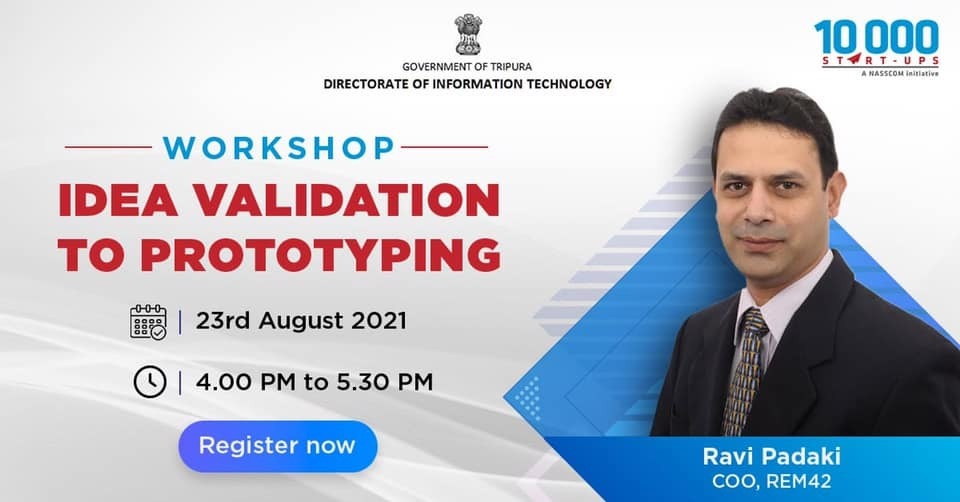 GOVERNMENT OF TRIPURA
DIRECTORATE OF INFORMATION TECHNOLOGY
10 000
START-UPS
A NASSCOM initiative
WORKSHOP
IDEA VALIDATION
TO PROTOTYPING
23rd August 2021
4.00 PM to 5.30 PM
Register now
Ravi Padaki
COO, REM42